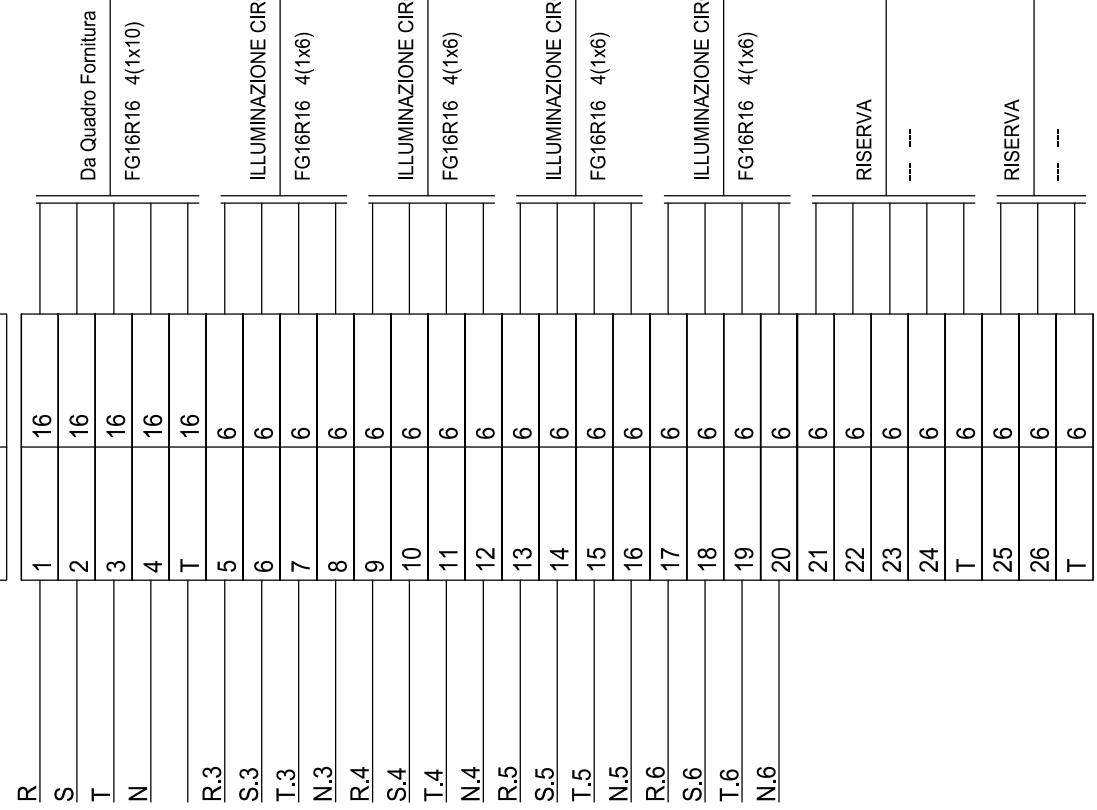 Da Quadro Fornitura
FG16R16 4(1x10)
ILLUMINAZIONE CIR
FG16R16 4(1x6)
ILLUMINAZIONE CIR
FG16R16 4(1x6)
ILLUMINAZIONE CIR
FG16R16 4(1x6)
ILLUMINAZIONE CIR
FG16R16 4(1x6)
RISERVA
--- --
RISERVA
--- --
R 1 16
S 2 16
T 3 16
N 4 16
T 16
R.3 5 6
S.3 6 6
T.3 7 6
N.3 8 6
R.4 9 6
S.4 10 6
T.4 11 6
N.4 12 6
R.5 13 6
S.5 14 6
T.5 15 6
N.5 16 6
R.6 17 6
S.6 18 6
T.6 19 6
N.6 20 6
21 6
22 6
23 6
24 6
T 6
25 6
26 6
T 6